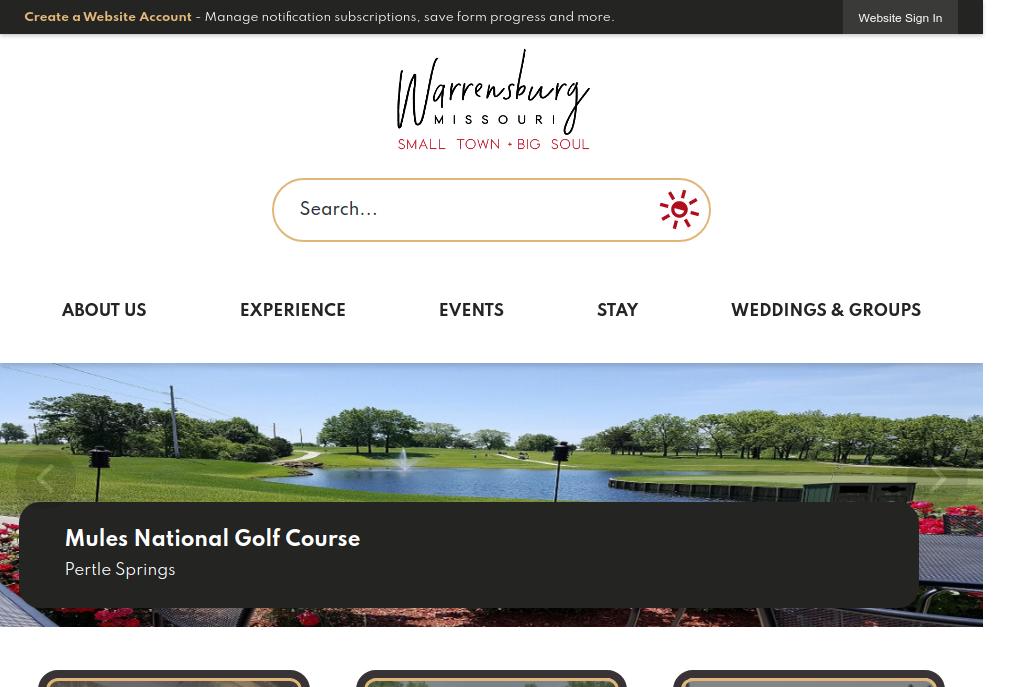 Create a Website Account - Manage notification subscriptions, save form progress and more.
Website Sign In
Warrensburg
MISSOURI
SMALL TOWN • BIG SOUL
Search...
ABOUT US
EXPERIENCE
EVENTS
STAY
WEDDINGS & GROUPS
Mules National Golf Course
Pertle Springs